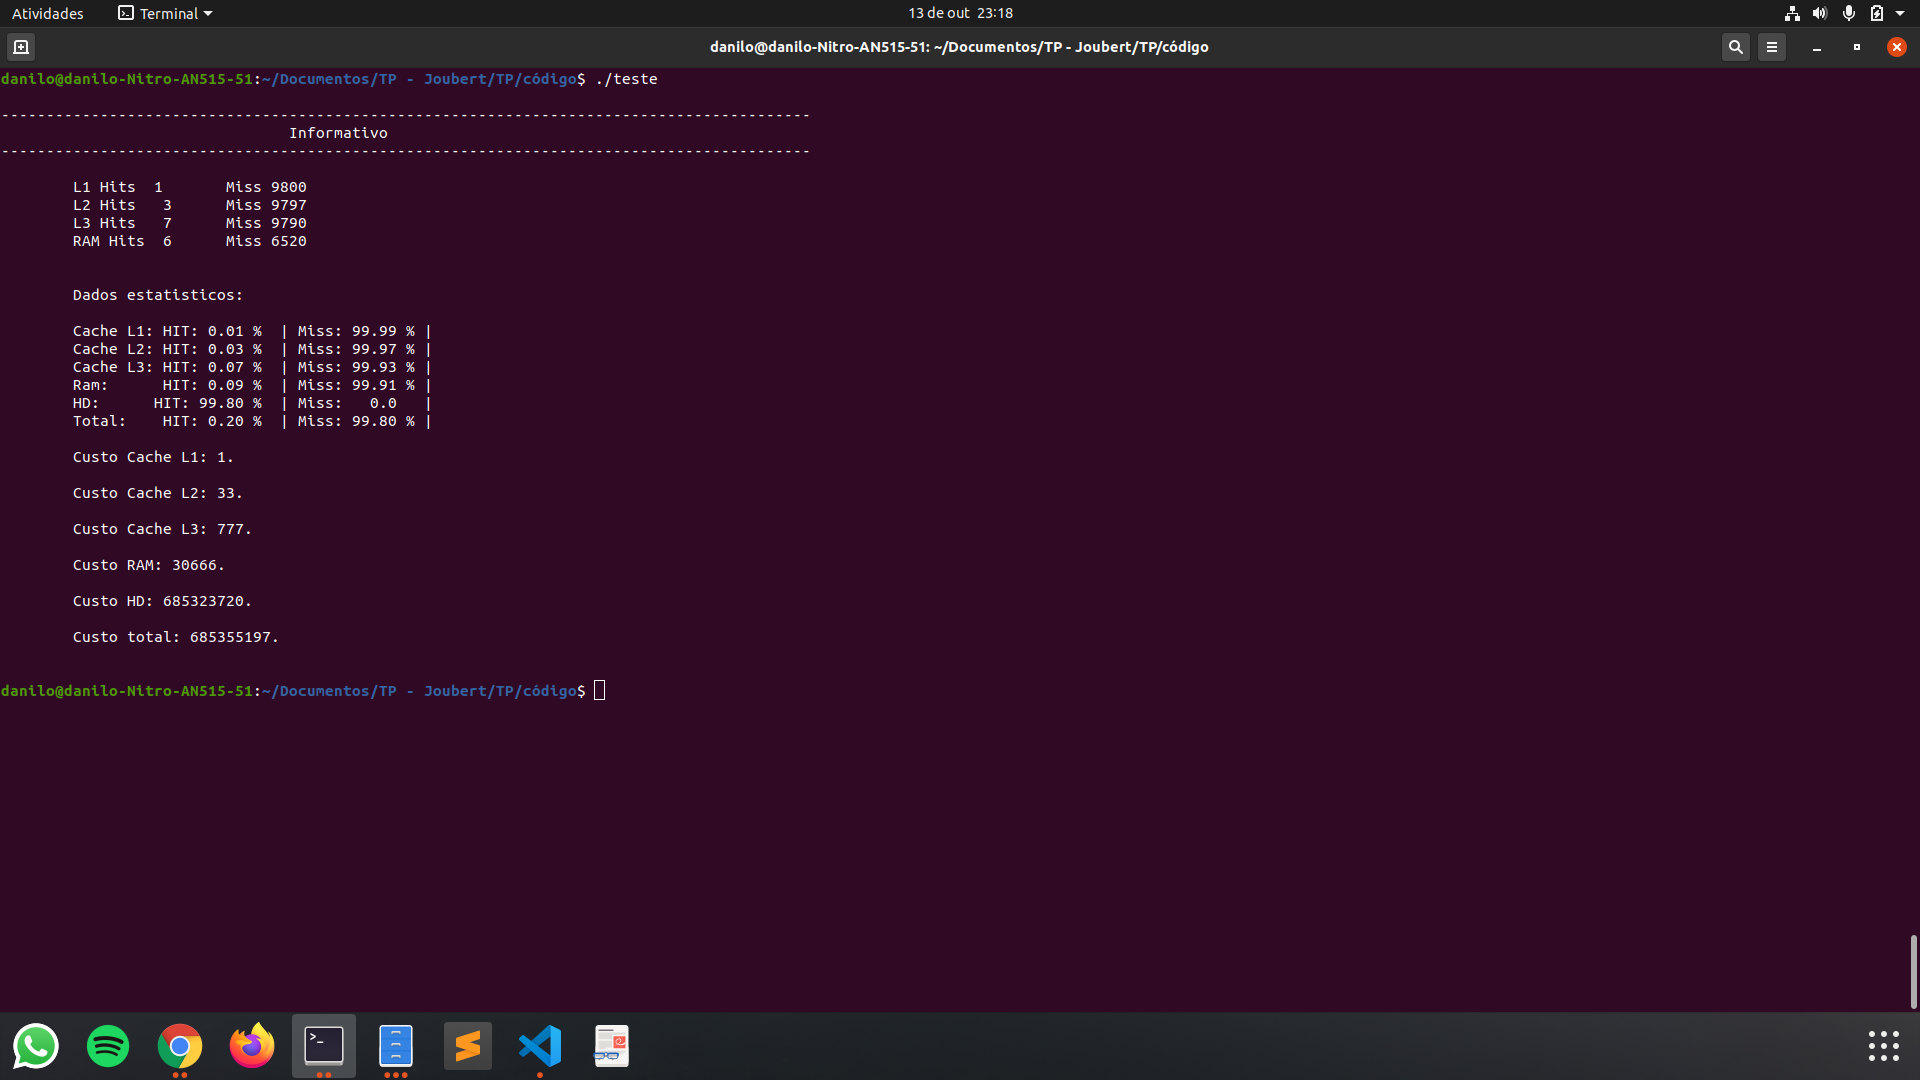 Atividades Terminal 13 de out 23:18
danilo@danilo-Nitro-AN515-51: ~/Documentos/TP - Joubert/TP/código
danilo@danilo-Nitro-AN515-51:~/Documentos/TP - Joubert/TP/código$ ./teste
------------------------------------------------------------------------------------------
Informativo
------------------------------------------------------------------------------------------
L1 Hits  1       Miss 9800
L2 Hits   3      Miss 9797
L3 Hits   7      Miss 9790
RAM Hits  6      Miss 6520
Dados estatisticos:
Cache L1: HIT: 0.01 %  | Miss: 99.99 % |
Cache L2: HIT: 0.03 %  | Miss: 99.97 % |
Cache L3: HIT: 0.07 %  | Miss: 99.93 % |
Ram:      HIT: 0.09 %  | Miss: 99.91 % |
HD:      HIT: 99.80 %  | Miss:   0.0   |
Total:    HIT: 0.20 %  | Miss: 99.80 % |
Custo Cache L1: 1.
Custo Cache L2: 33.
Custo Cache L3: 777.
Custo RAM: 30666.
Custo HD: 685323720.
Custo total: 685355197.
danilo@danilo-Nitro-AN515-51:~/Documentos/TP - Joubert/TP/código$